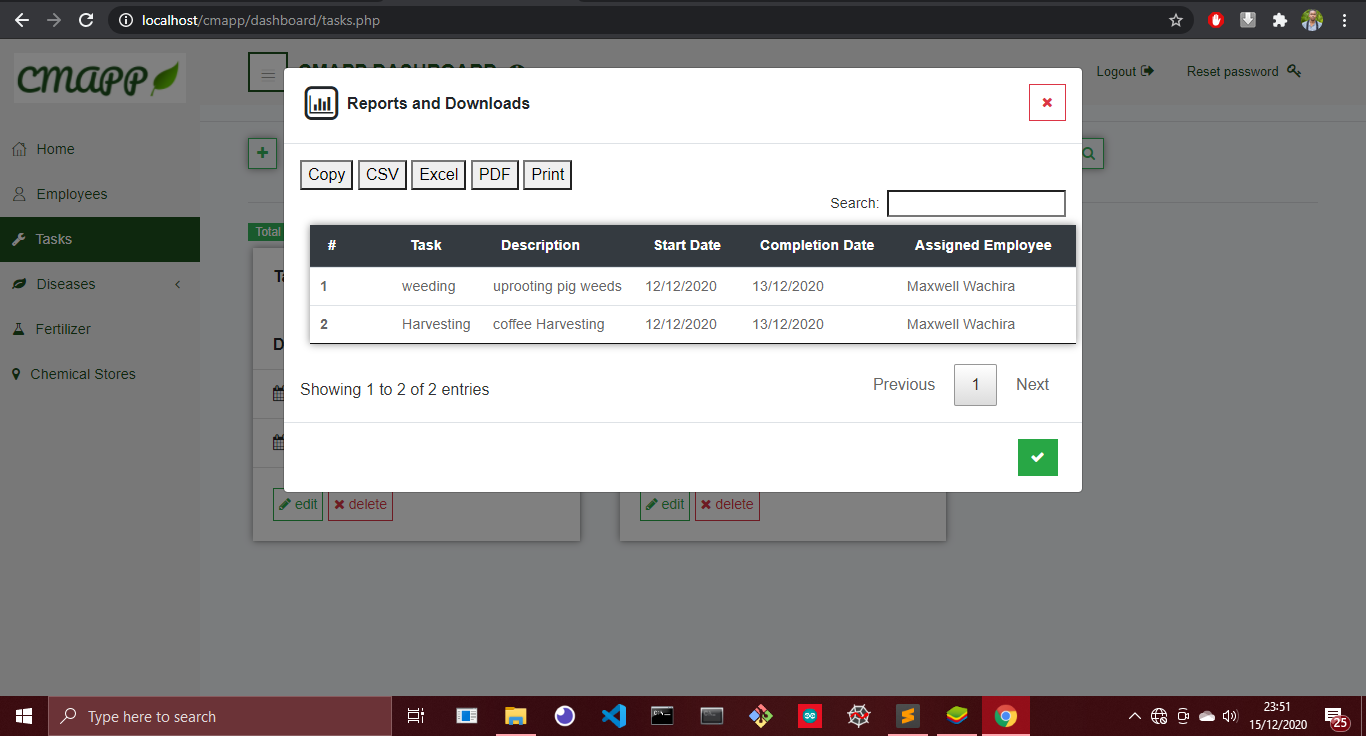 localhost/cmapp/dashboard/tasks.php
cmapp
CMAPP DASHBOARD
Logout
Reset password
Reports and Downloads
Home
Employees
Tasks
Diseases
Fertilizer
Chemical Stores
Copy CSV Excel PDF Print
Search:
Total
# Task Description Start Date Completion Date Assigned Employee
1 weeding uprooting pig weeds 12/12/2020 13/12/2020 Maxwell Wachira
2 Harvesting coffee Harvesting 12/12/2020 13/12/2020 Maxwell Wachira
Showing 1 to 2 of 2 entries
Previous 1 Next
edit delete
edit delete
Type here to search
23:51
15/12/2020
25